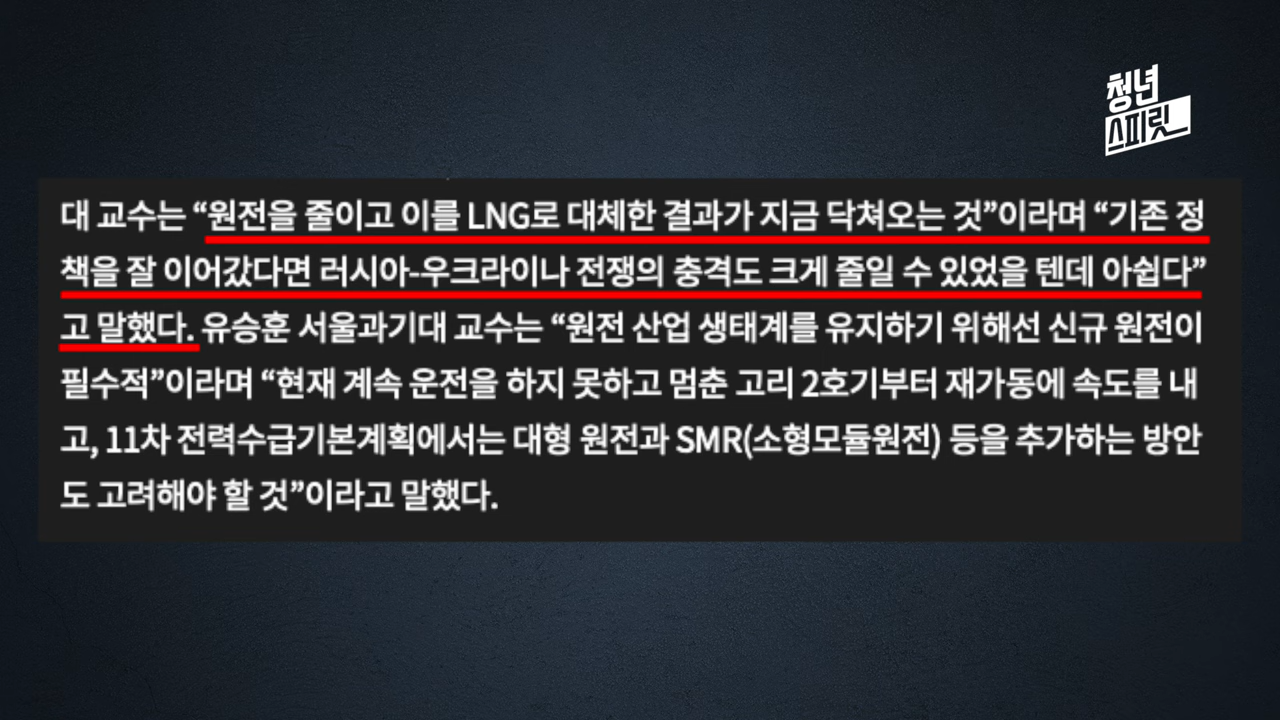 청년
스피릿
대 교수는 “원전을 줄이고 이를 LNG로 대체한 결과가 지금 닥쳐오는 것”이라며 “기존 정
책을 잘 이어갔다면 러시아-우크라이나 전쟁의 충격도 크게 줄일 수 있었을 텐데 아쉽다”
고 말했다. 유승훈 서울과기대 교수는 “원전 산업 생태계를 유지하기 위해선 신규 원전이
필수적”이라며 “현재 계속 운전을 하지 못하고 멈춘 고리 2호기부터 재가동에 속도를 내
고, 11차 전력수급기본계획에서는 대형 원전과 SMR(소형모듈원전) 등을 추가하는 방안
도 고려해야 할 것”이라고 말했다.